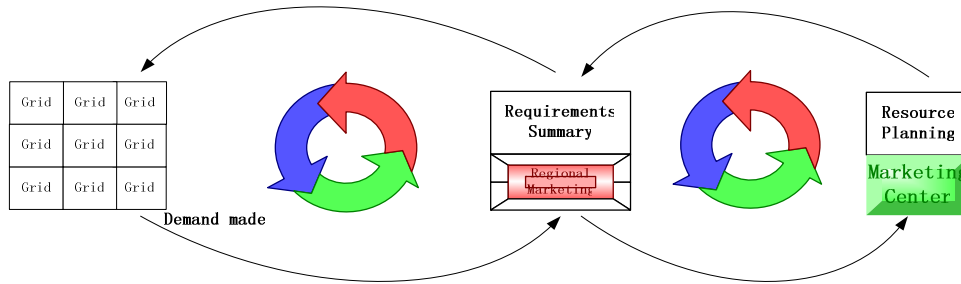 Grid Grid Grid
Grid Grid Grid
Grid Grid Grid
Demand made
Requirements
Summary
Regional
Marketing
Resource
Planning
Marketing
Center